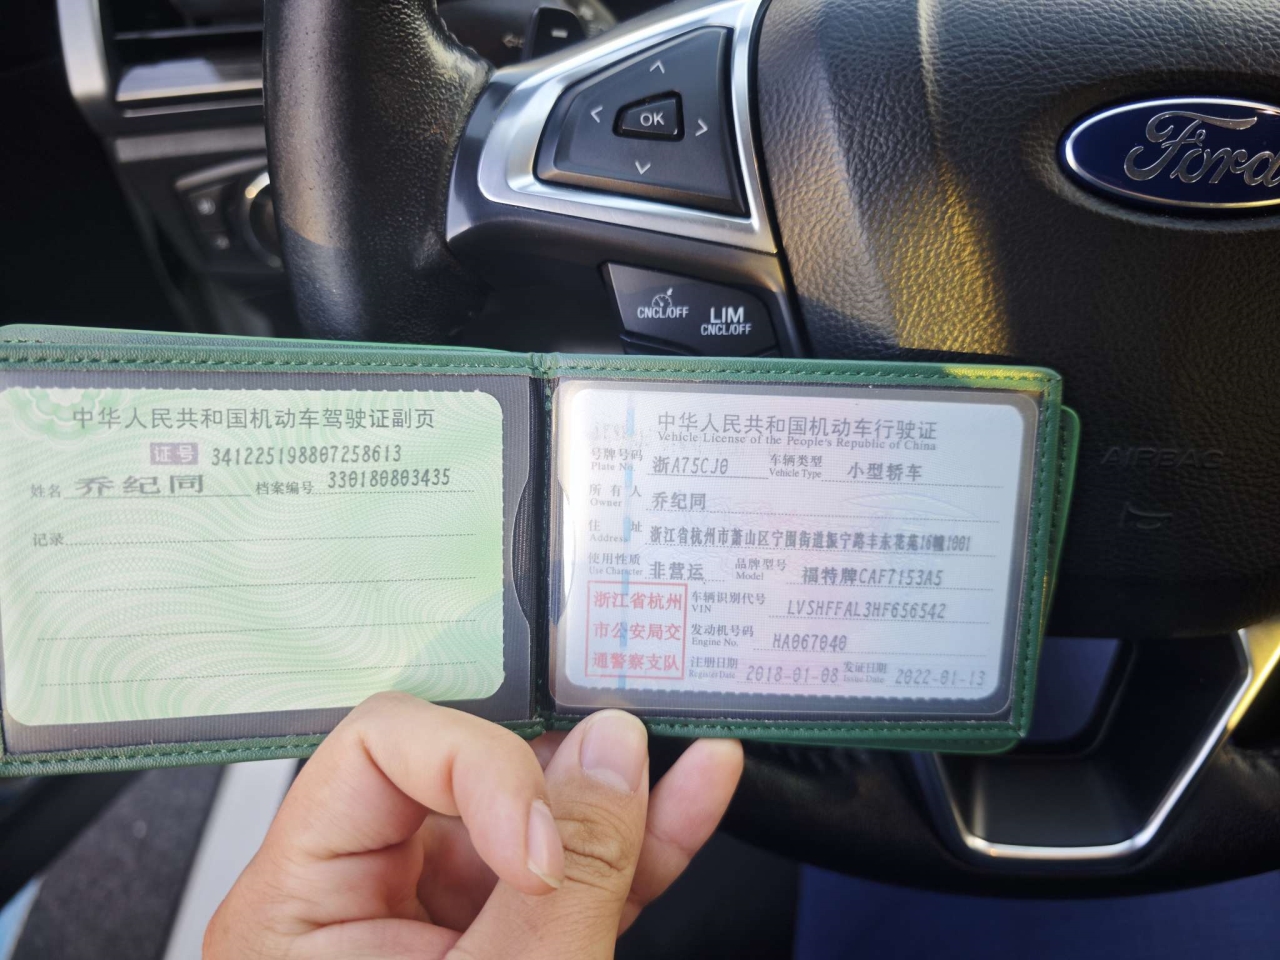 OK
CNCL/OFF
LIM
CNCL/OFF
Ford
AIRBAG
中华人民共和国机动车驾驶证副页
证号 341225198807258613
姓名 乔纪同 档案编号 330180803435
记录
中华人民共和国机动车行驶证
Vehicle License of the People's Republic of China
号牌号码 浙A75CJ0 车辆类型 小型轿车
Plate No. Vehicle Type
所有人 乔纪同
Owner
住址 浙江省杭州市萧山区宁围街道振宁路丰东花苑16幢1001
Address
使用性质 非营运 品牌型号 福特牌CAF7153A5
Use Character Model
车辆识别代号 LVSHFFAL3HF656542
VIN
发动机号码 HA067040
Engine No.
注册日期 2018-01-08 发证日期 2022-01-13
Register Date Issue Date
浙江省杭州
市公安局交
通警察支队